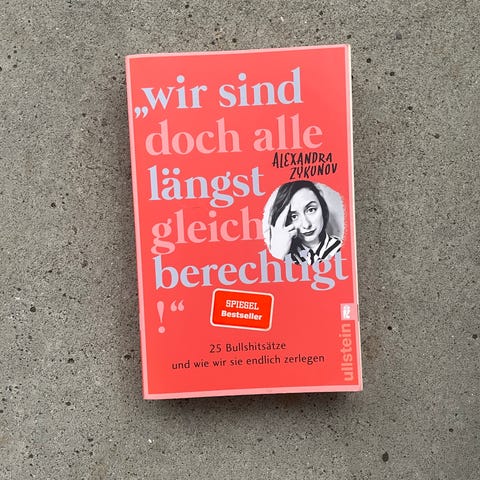 „wir sind
doch alle
ALEXANDRA
ZYKUNOV
längst
gleich
berechtigt
!“
SPIEGEL
Bestseller
25 Bullshitsätze
und wie wir sie endlich zerlegen
ullstein